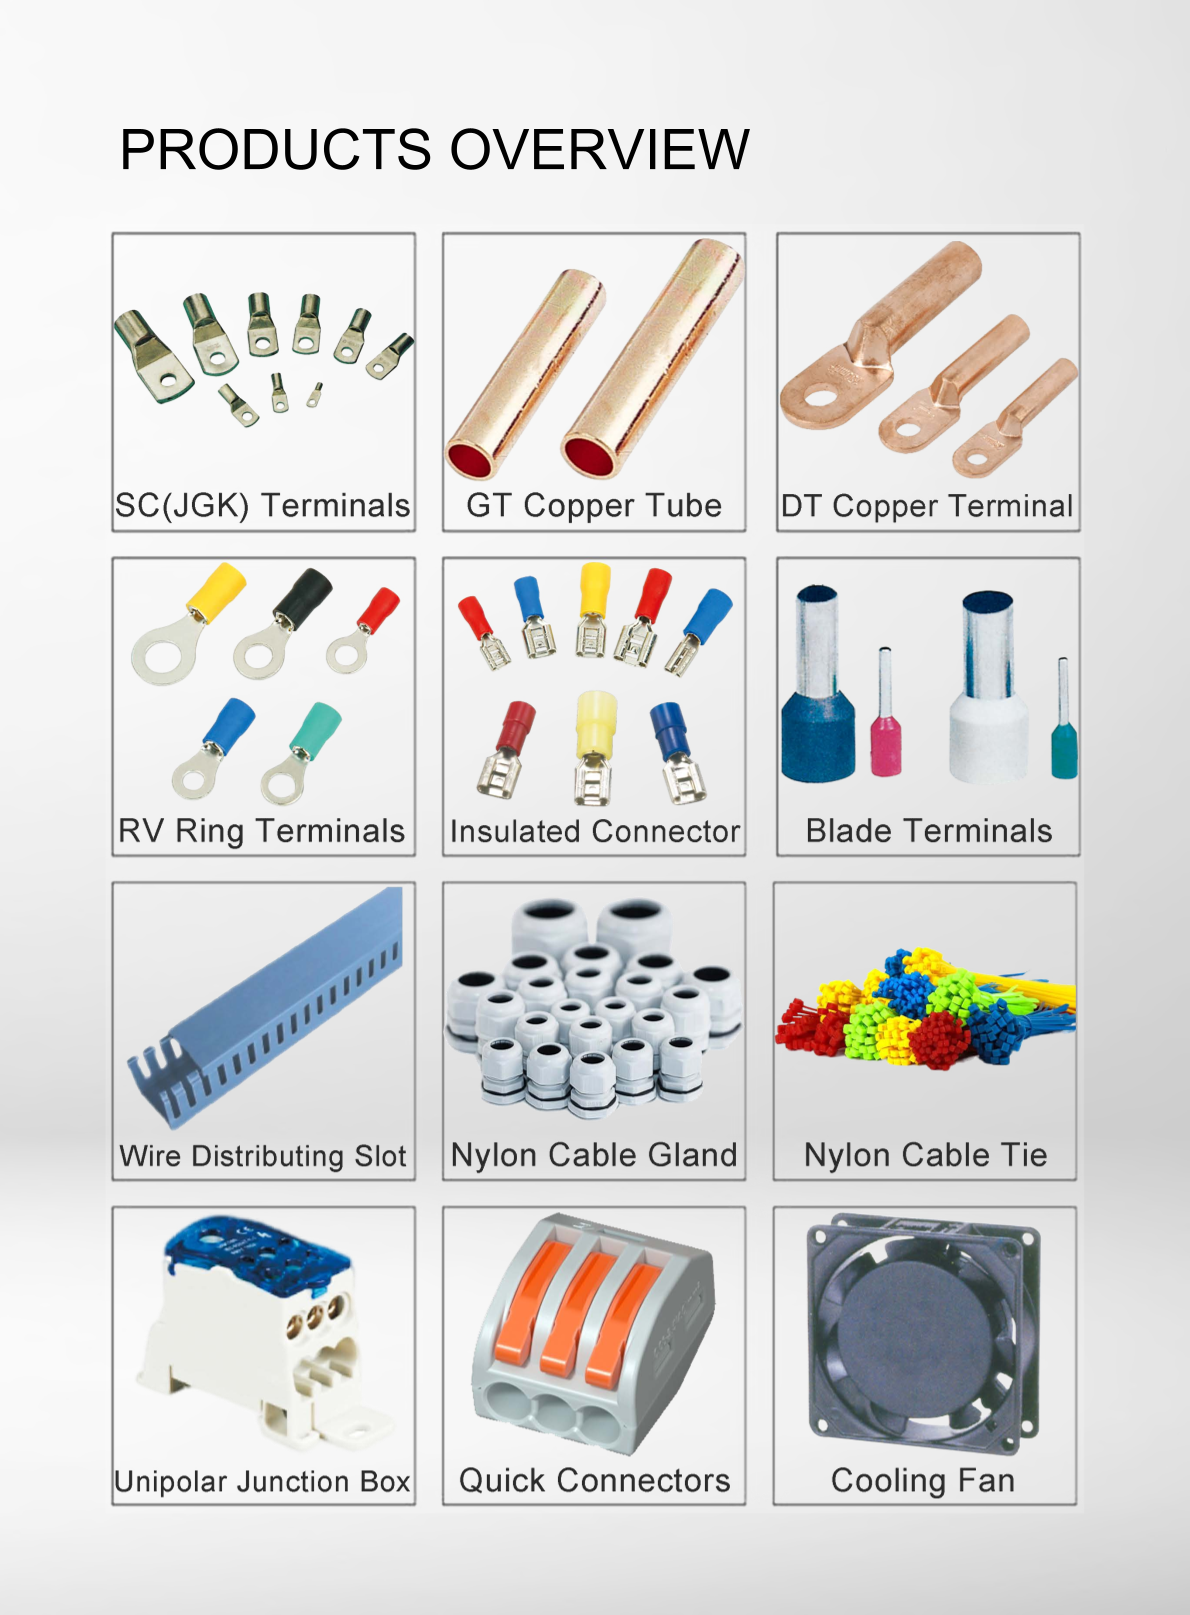 PRODUCTS OVERVIEW
SC(JGK) Terminals
GT Copper Tube
DT Copper Terminal
RV Ring Terminals
Insulated Connector
Blade Terminals
Wire Distributing Slot
Nylon Cable Gland
Nylon Cable Tie
Unipolar Junction Box
Quick Connectors
Cooling Fan